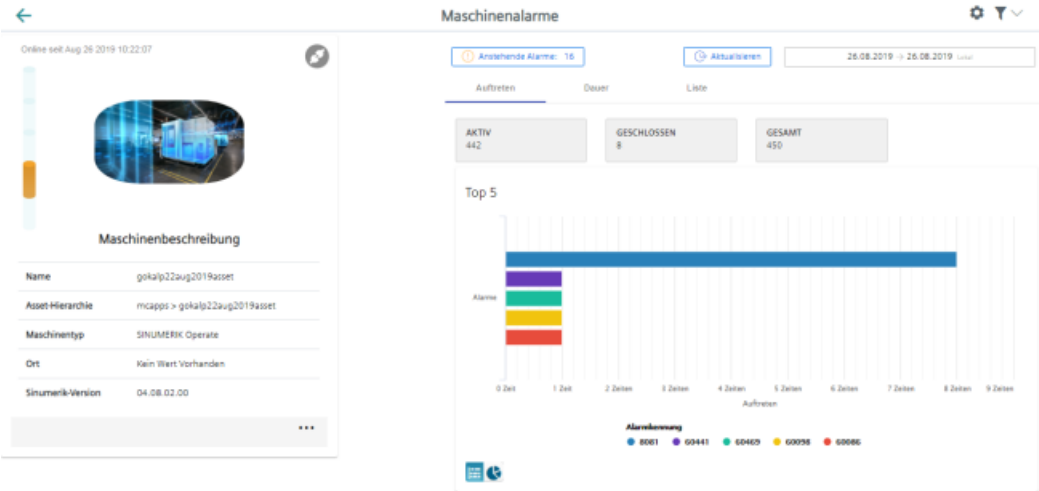 Maschinenalarme
Online seit Aug 26 2019 10:22:07
Maschinenbeschreibung
Name gokalp22aug2019asset
Asset-Hierarchie mcapps > gokalp22aug2019asset
Maschinentyp SINUMERIK Operate
Ort Kein Wert Vorhanden
Sinumerik-Version 04.08.02.00
...
Anstehende Alarme: 16 Aktualisieren 26.08.2019 → 26.08.2019 Lokal
Auftreten Dauer Liste
AKTIV GESCHLOSSEN GESAMT
442 8 450
Top 5
Alarme
0 Zeit 1 Zeit 2 Zeiten 3 Zeiten 4 Zeiten 5 Zeiten 6 Zeiten 7 Zeiten 8 Zeiten 9 Zeiten
Auftreten
Alarmkennung
8081 60441 60469 60098 60086